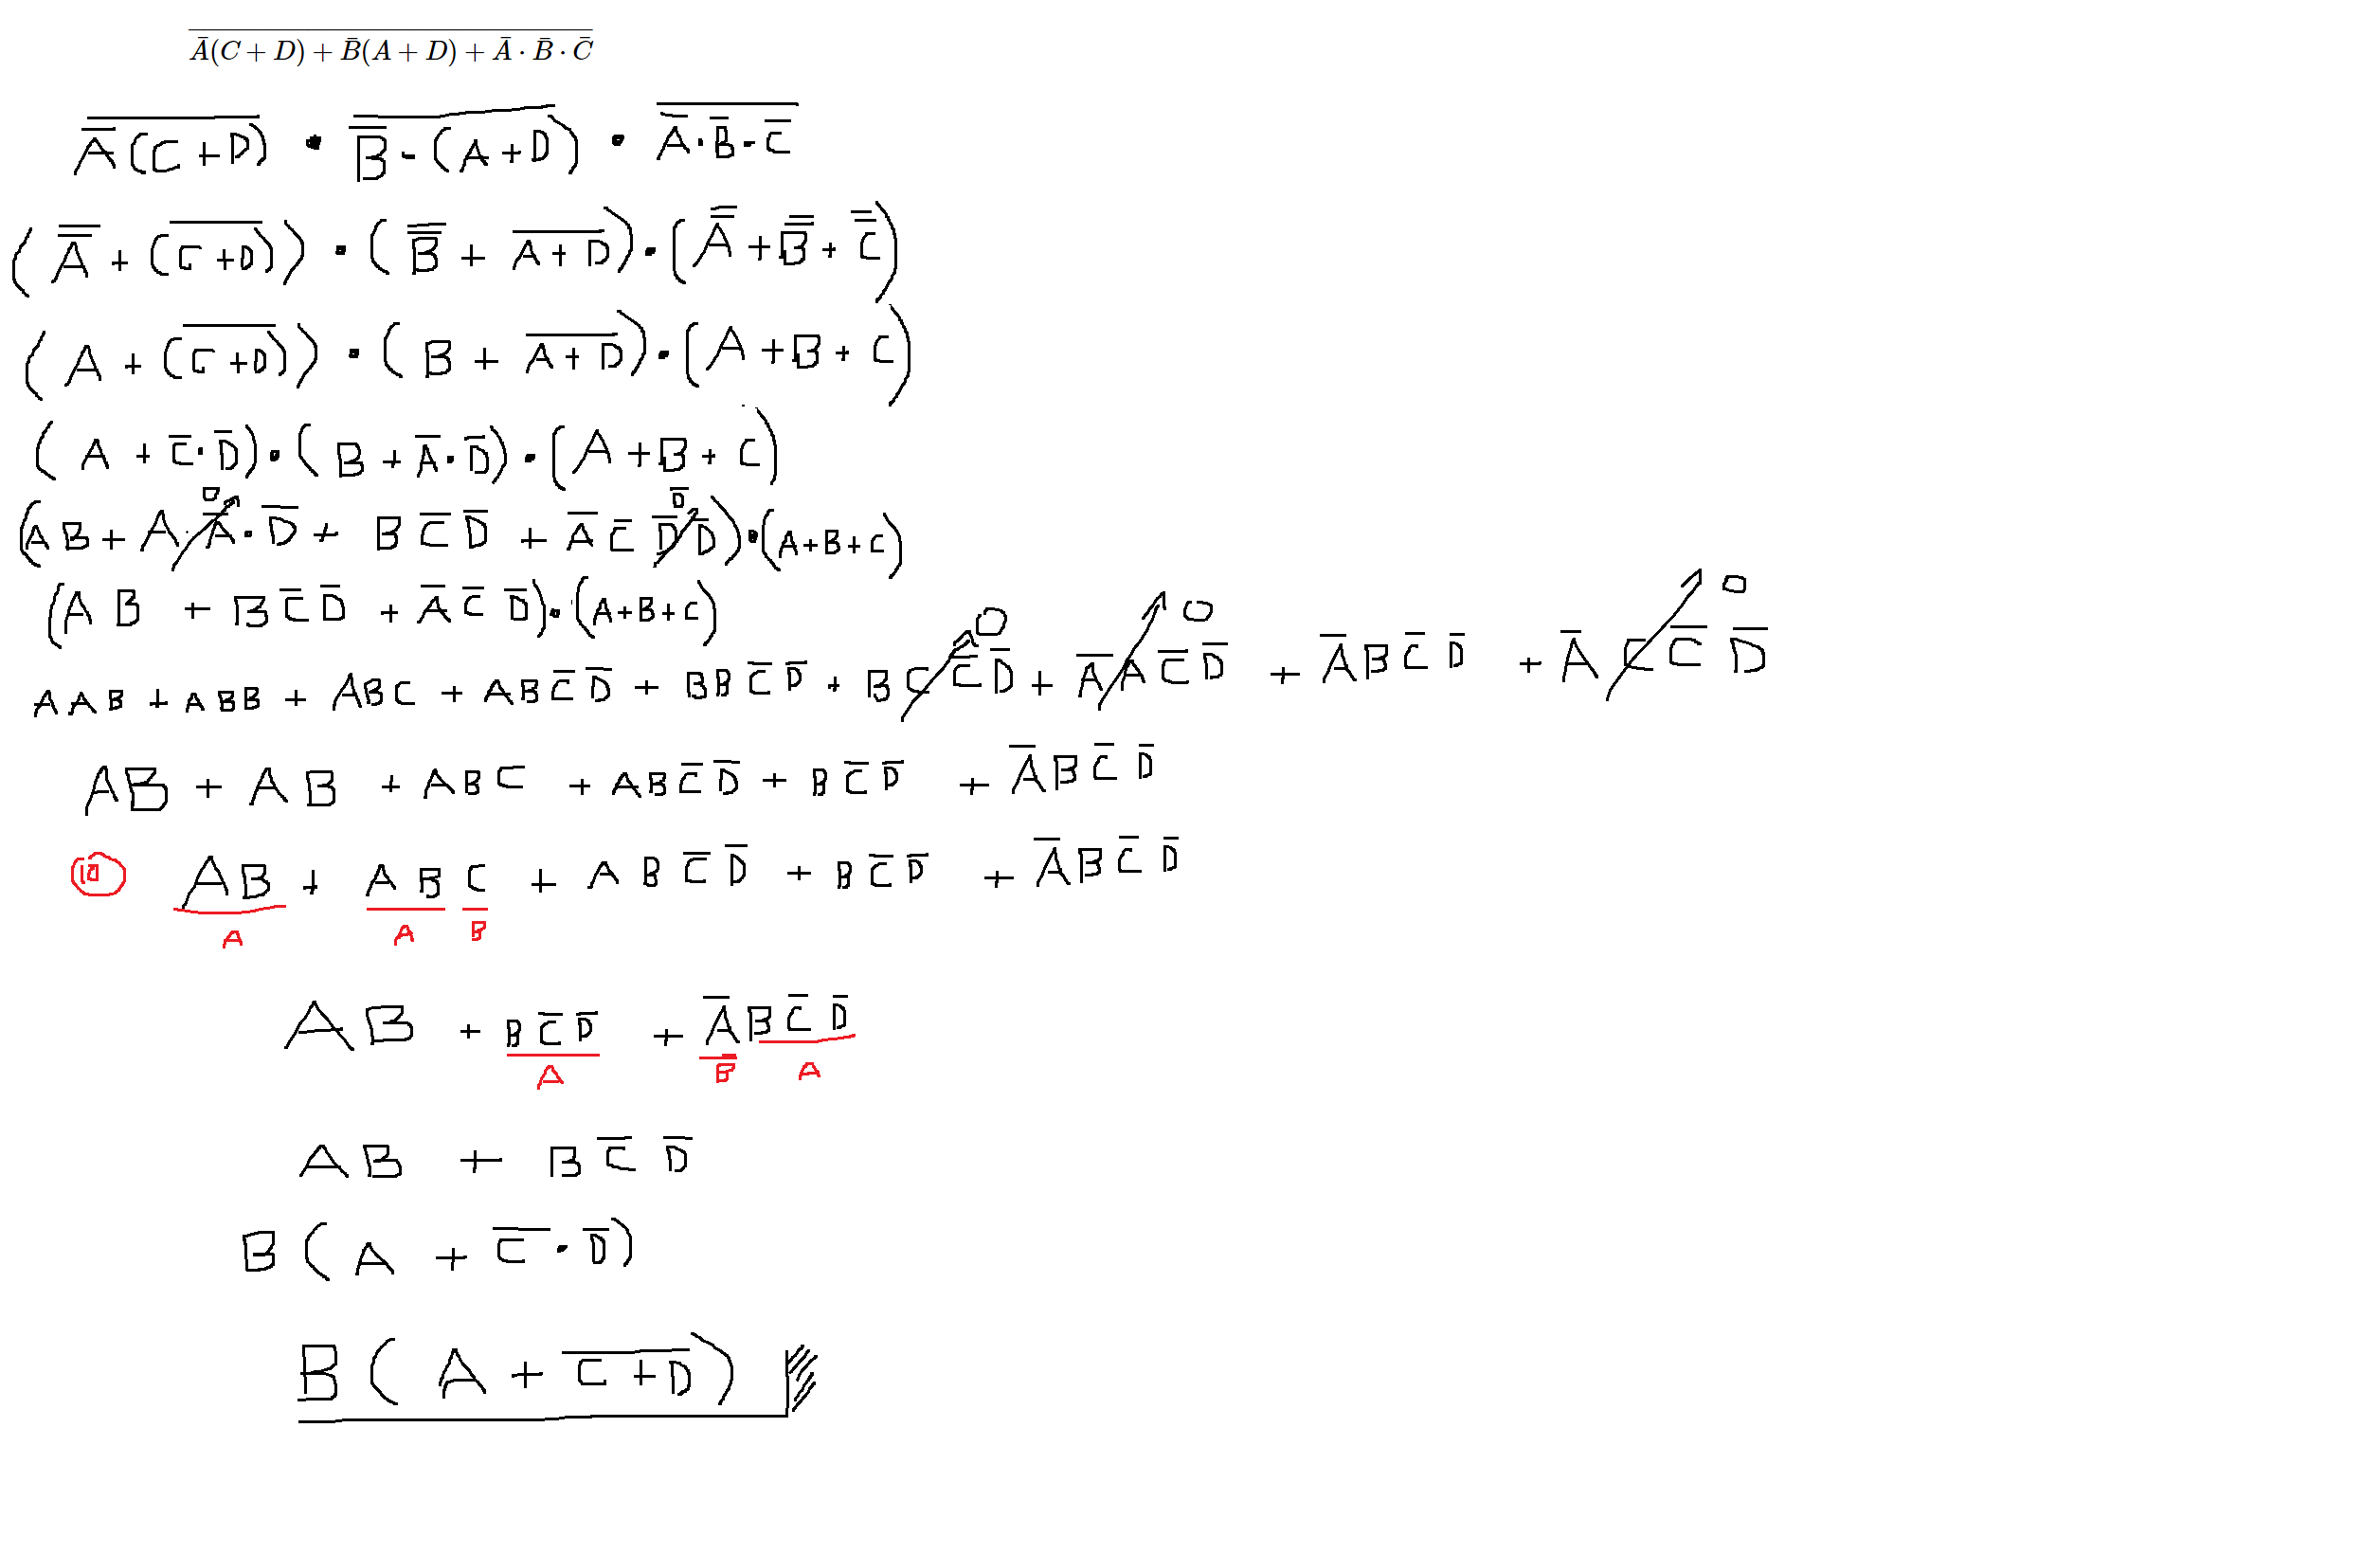 \overline{\bar{A}(C + D) + \bar{B}(A + D) + \bar{A} \cdot \bar{B} \cdot \bar{C}}
\overline{\bar{A}(C + D)} \cdot \overline{\bar{B} \cdot (A + D)} \cdot \overline{\bar{A} \cdot \bar{B} \cdot \bar{C}}
(\bar{\bar{A}} + \overline{(C + D)}) \cdot (\bar{\bar{B}} + \overline{A + D}) \cdot (\bar{\bar{A}} + \bar{\bar{B}} + \bar{\bar{C}})
(A + \overline{(C + D)}) \cdot (B + \overline{A + D}) \cdot (A + B + C)
(A + \bar{C} \cdot \bar{D}) \cdot (B + \bar{A} \cdot \bar{D}) \cdot (A + B + C)
0 \bar{D}
(AB + A \cdot \bar{A} \cdot \bar{D} + B\bar{C}\bar{D} + \bar{A}\bar{C}\bar{D}\bar{D}) \cdot (A + B + C)
(AB + B\bar{C}\bar{D} + \bar{A}\bar{C}\bar{D}) \cdot (A + B + C)
0 0 0
AAB + ABB + ABC + AB\bar{C}\bar{D} + BB\bar{C}\bar{D} + BC\bar{C}\bar{D} + \bar{A}A\bar{C}\bar{D} + \bar{A}B\bar{C}\bar{D} + \bar{A}C\bar{C}\bar{D}
AB + AB + ABC + AB\bar{C}\bar{D} + B\bar{C}\bar{D} + \bar{A}B\bar{C}\bar{D}
10 AB + ABC + AB\bar{C}\bar{D} + B\bar{C}\bar{D} + \bar{A}B\bar{C}\bar{D}
A A B
AB + B\bar{C}\bar{D} + \bar{A}B\bar{C}\bar{D}
A \bar{B} A
AB + B\bar{C}\bar{D}
B(A + \bar{C} \cdot \bar{D})
B(A + \overline{C + D})